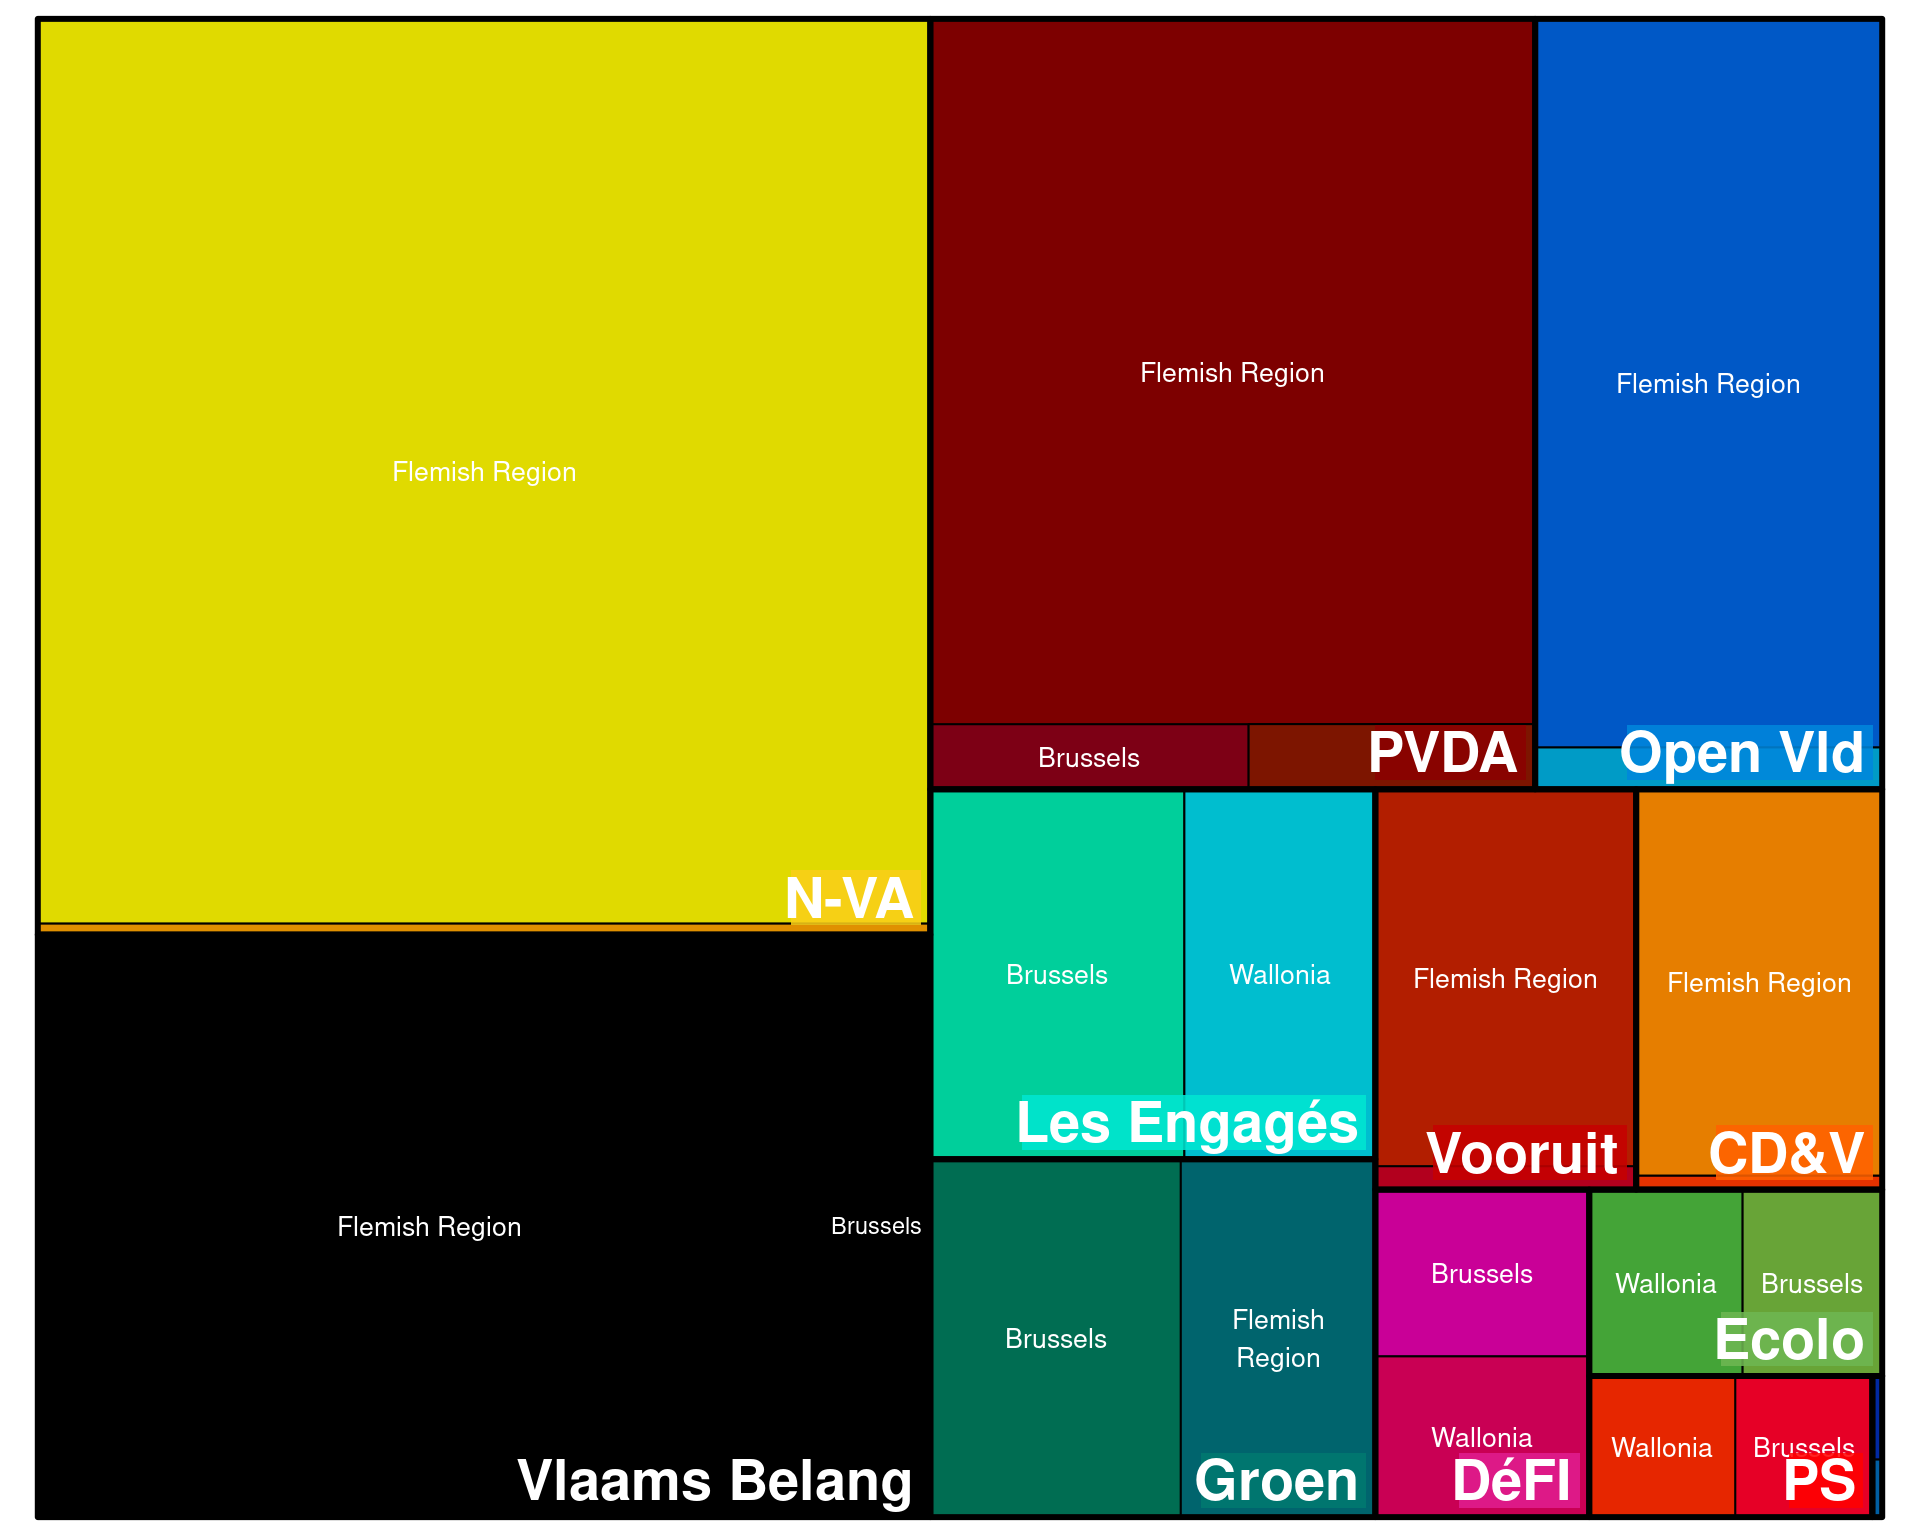 Flemish Region
N-VA
Flemish Region
Brussels
Vlaams Belang
Flemish Region
Brussels
PVDA
Flemish Region
Open Vld
Brussels
Wallonia
Les Engagés
Flemish Region
Vooruit
Flemish Region
CD&V
Brussels
Flemish
Region
Groen
Brussels
Wallonia
DéFI
Wallonia
Brussels
Ecolo
Wallonia
Brussels
PS